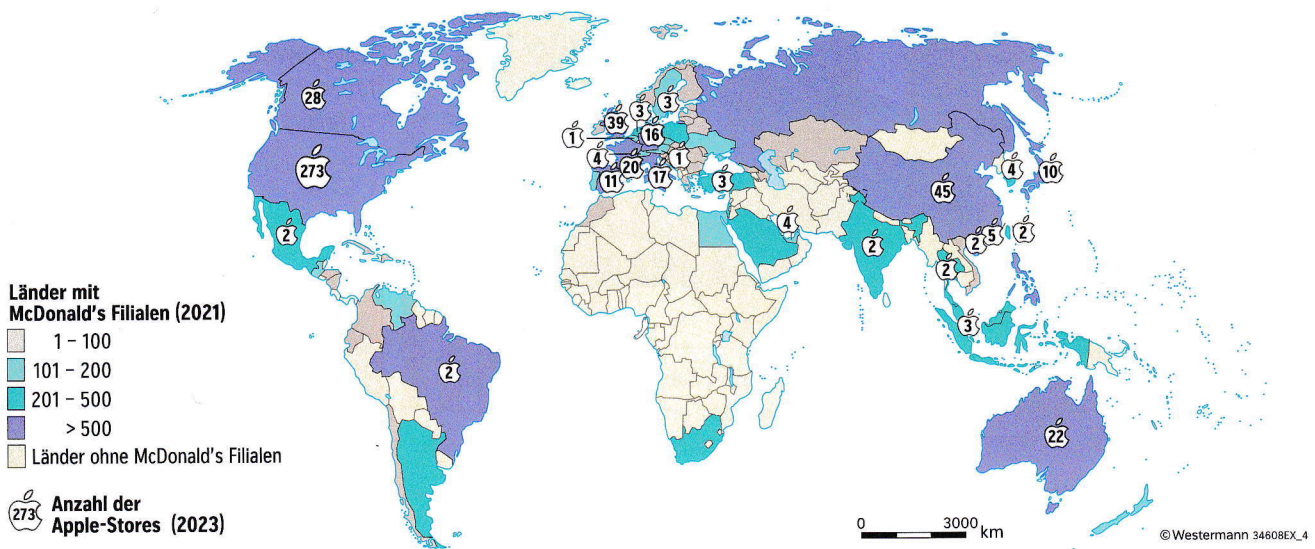 28
273
2
2
3
3
39
16
1
4
20
1
11
17
3
4
45
4
10
2
2
5
2
2
3
22
Länder mit
McDonald's Filialen (2021)
1 – 100
101 – 200
201 – 500
> 500
Länder ohne McDonald's Filialen
273
Anzahl der
Apple-Stores (2023)
0 3000 km
©Westermann 34608EX_4